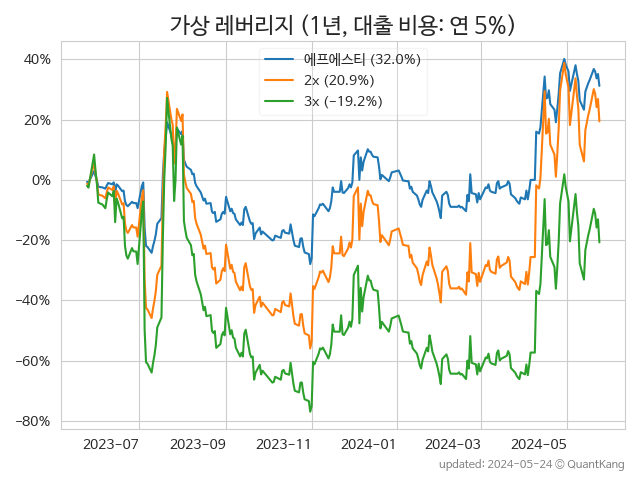 가상 레버리지 (1년, 대출 비용: 연 5%)
에프에스티 (32.0%)
2x (20.9%)
3x (−19.2%)
40%
20%
0%
−20%
−40%
−60%
−80%
2023-07
2023-09
2023-11
2024-01
2024-03
2024-05
updated: 2024-05-24 © QuantKang